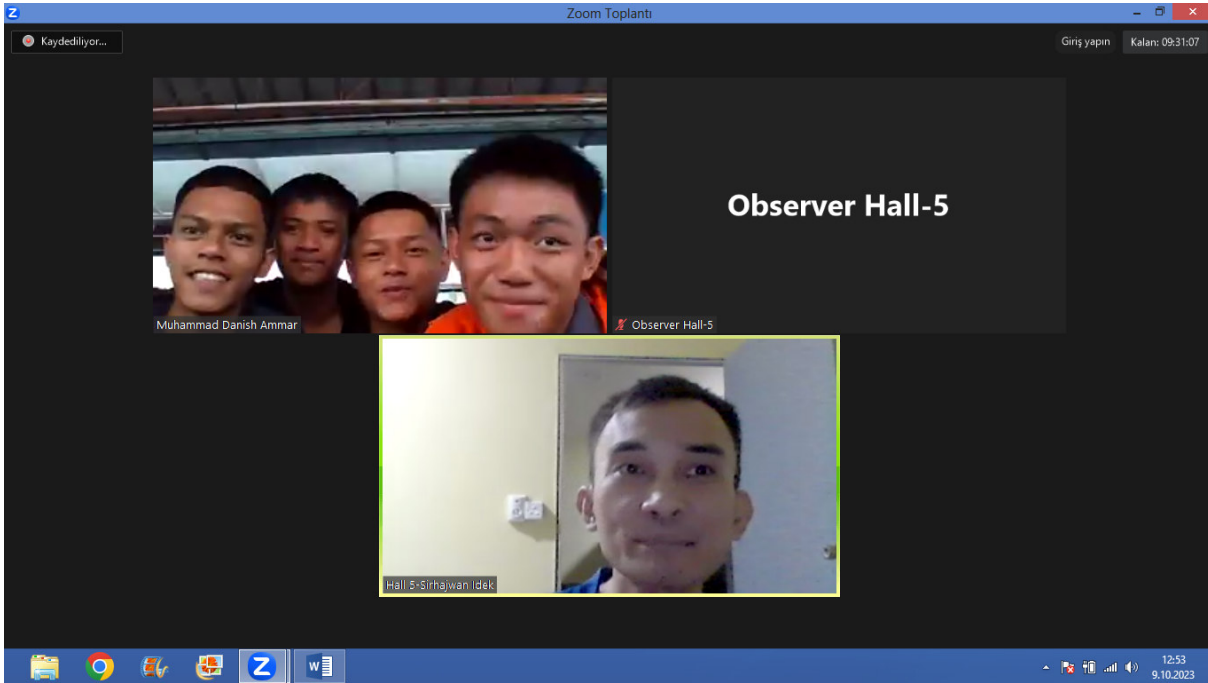 Zoom Toplantı
Kaydediliyor...
Giriş yapın
Kalan: 09:31:07
Muhammad Danish Ammar
Observer Hall-5
Observer Hall-5
Hall 5-Sirhajwan Idek
12:53
9.10.2023